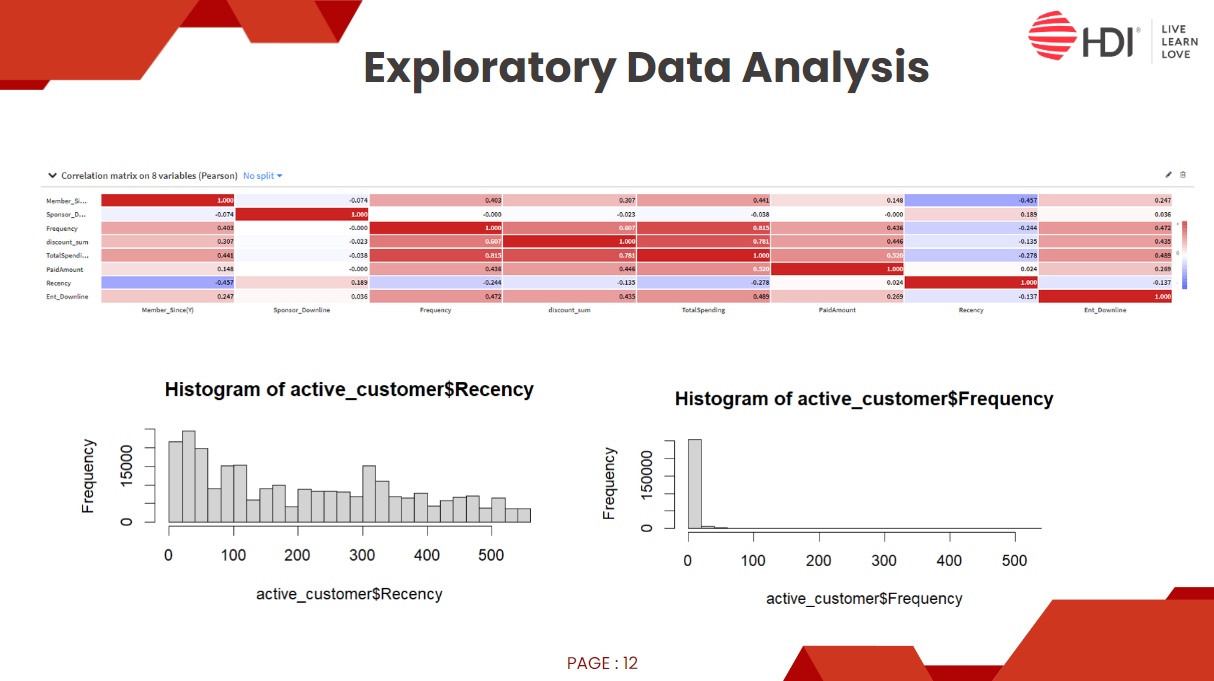 HDI®
LIVE
LEARN
LOVE
Exploratory Data Analysis
Correlation matrix on 8 variables (Pearson) No split
Member_Si... 1.000 -0.074 0.403 0.307 0.441 0.148 -0.457 0.247
Sponsor_D... -0.074 1.000 -0.000 -0.023 -0.038 -0.000 0.189 0.036
Frequency 0.403 -0.000 1.000 0.607 0.815 0.436 -0.244 0.472
discount_sum 0.307 -0.023 0.607 1.000 0.781 0.446 -0.135 0.435
TotalSpendi... 0.441 -0.038 0.815 0.781 1.000 0.520 -0.278 0.489
PaidAmount 0.148 -0.000 0.436 0.446 0.520 1.000 0.024 0.269
Recency -0.457 0.189 -0.244 -0.135 -0.278 0.024 1.000 -0.137
Ent_Downline 0.247 0.036 0.472 0.435 0.489 0.269 -0.137 1.000
Member_Since(Y) Sponsor_Downline Frequency discount_sum TotalSpending PaidAmount Recency Ent_Downline
Histogram of active_customer$Recency
Frequency
15000
0
0 100 200 300 400 500
active_customer$Recency
Histogram of active_customer$Frequency
Frequency
150000
0
0 100 200 300 400 500
active_customer$Frequency
PAGE : 12